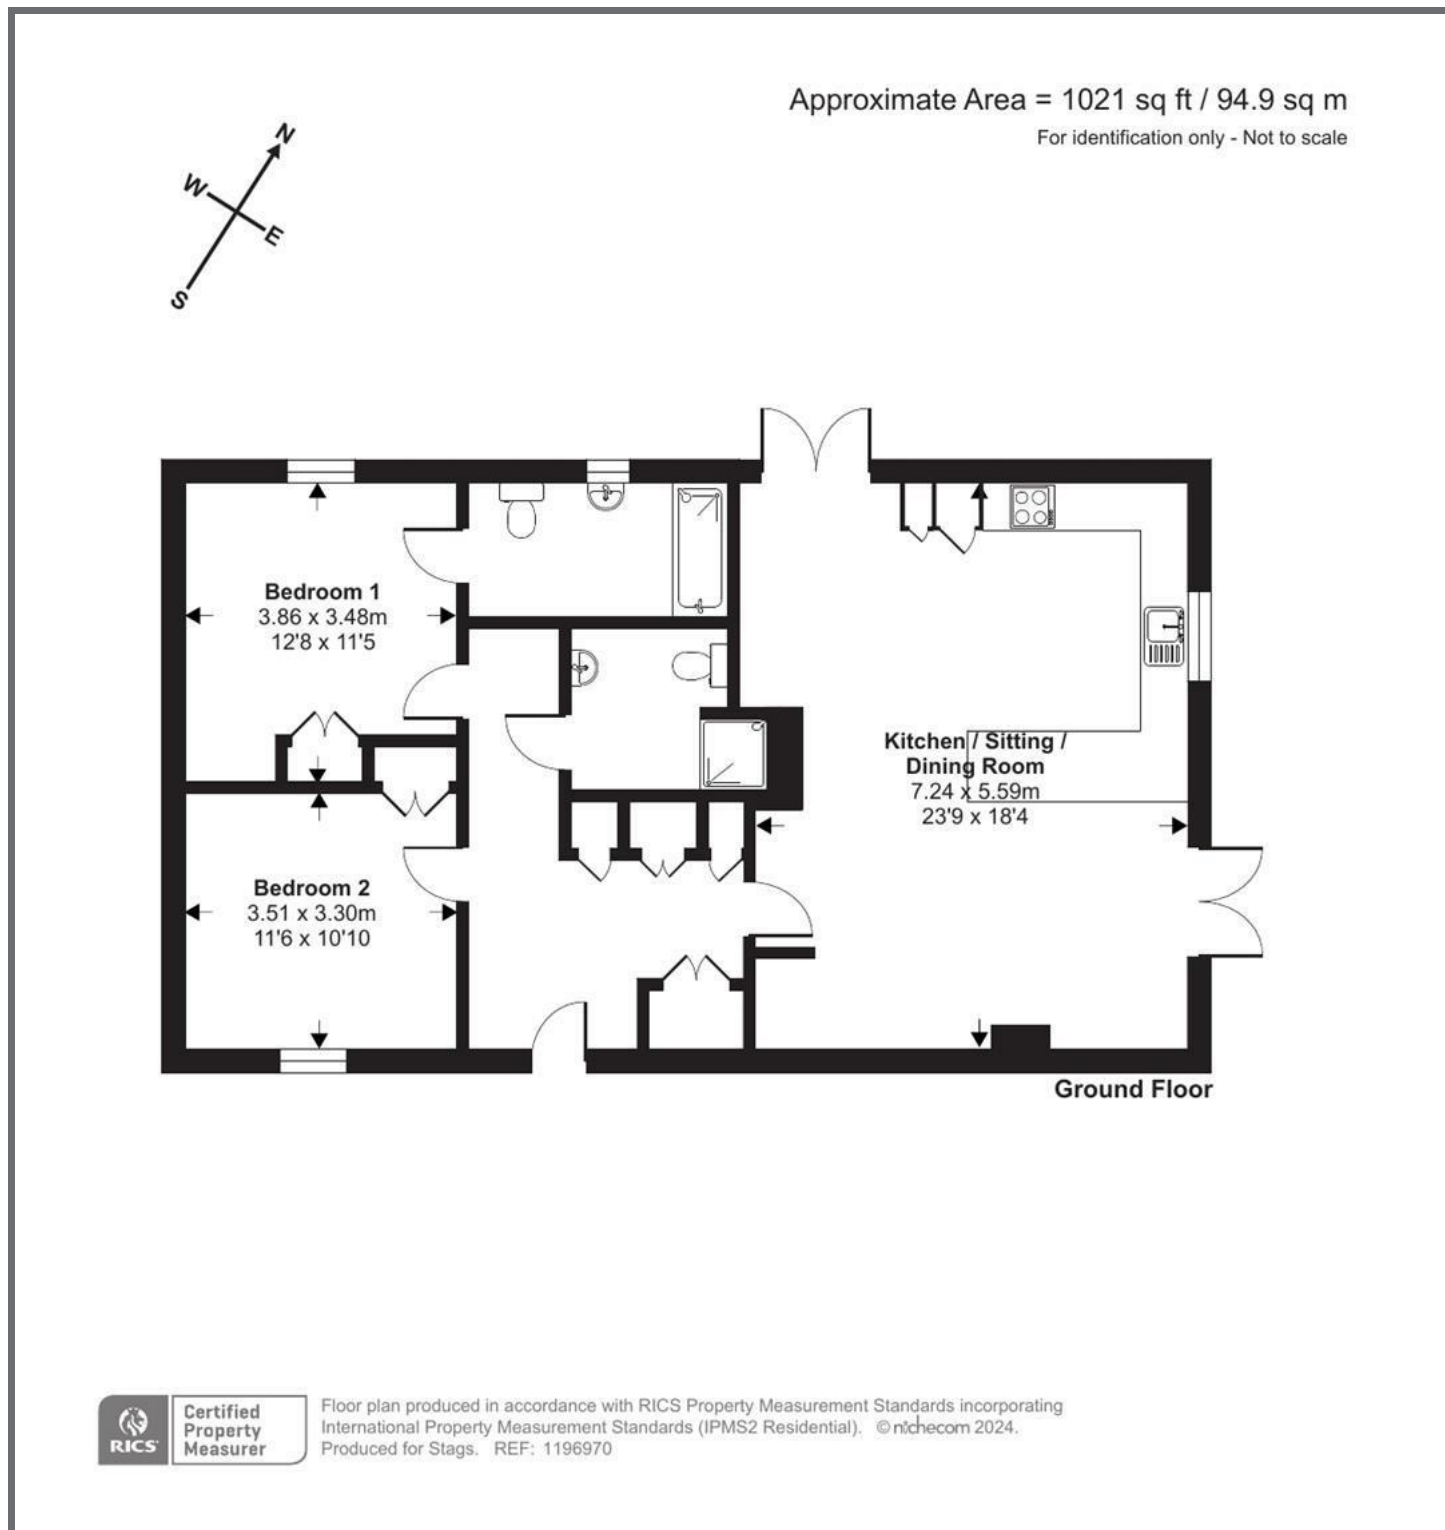 Approximate Area = 1021 sq ft / 94.9 sq m
For identification only - Not to scale
N
W
E
S
Bedroom 1
3.86 x 3.48m
12'8 x 11'5
Kitchen / Sitting /
Dining Room
7.24 x 5.59m
23'9 x 18'4
Bedroom 2
3.51 x 3.30m
11'6 x 10'10
Ground Floor
RICS
Certified
Property
Measurer
Floor plan produced in accordance with RICS Property Measurement Standards incorporating
International Property Measurement Standards (IPMS2 Residential). © nichecom 2024.
Produced for Stags. REF: 1196970